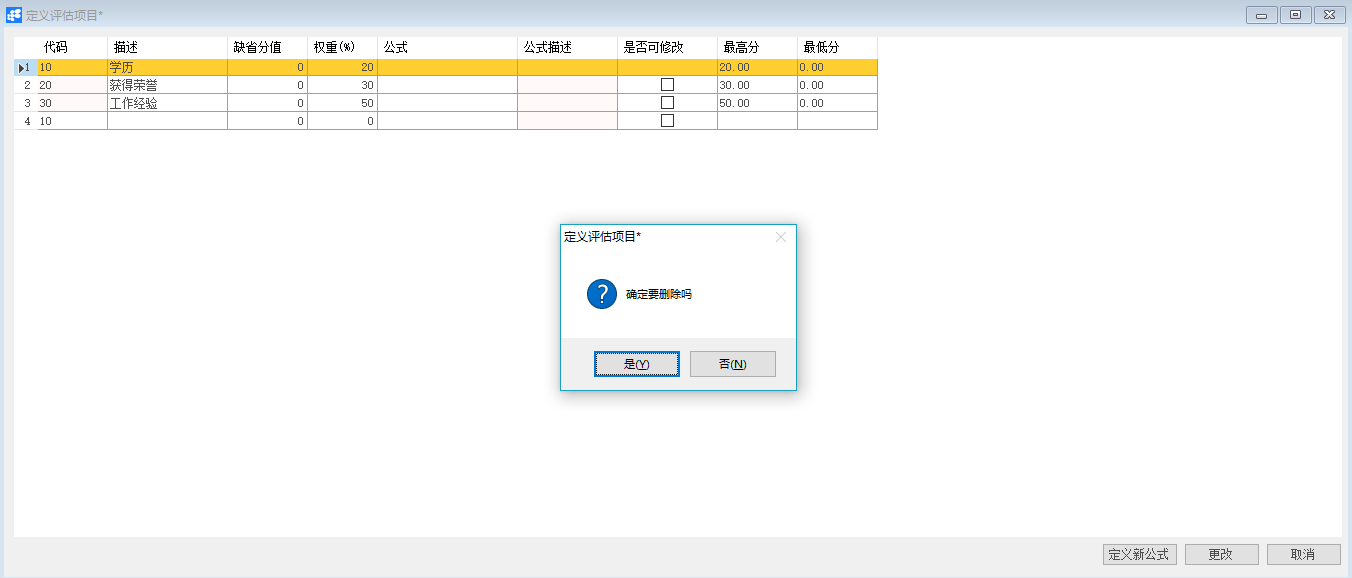 定义评估项目*
代码 描述 缺省分值 权重(%) 公式 公式描述 是否可修改 最高分 最低分
1 10 学历 0 20 20.00 0.00
2 20 获得荣誉 0 30 30.00 0.00
3 30 工作经验 0 50 50.00 0.00
4 10 0 0
定义评估项目*
? 确定要删除吗
是(Y) 否(N)
定义新公式 更改 取消